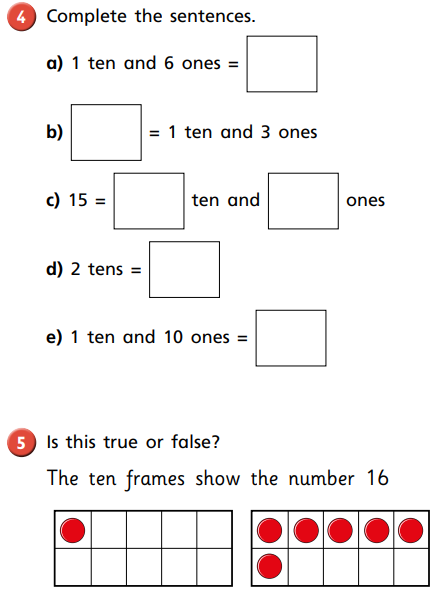 4 Complete the sentences.
a) 1 ten and 6 ones =
b) = 1 ten and 3 ones
c) 15 = ten and ones
d) 2 tens =
e) 1 ten and 10 ones =
5 Is this true or false?
The ten frames show the number 16